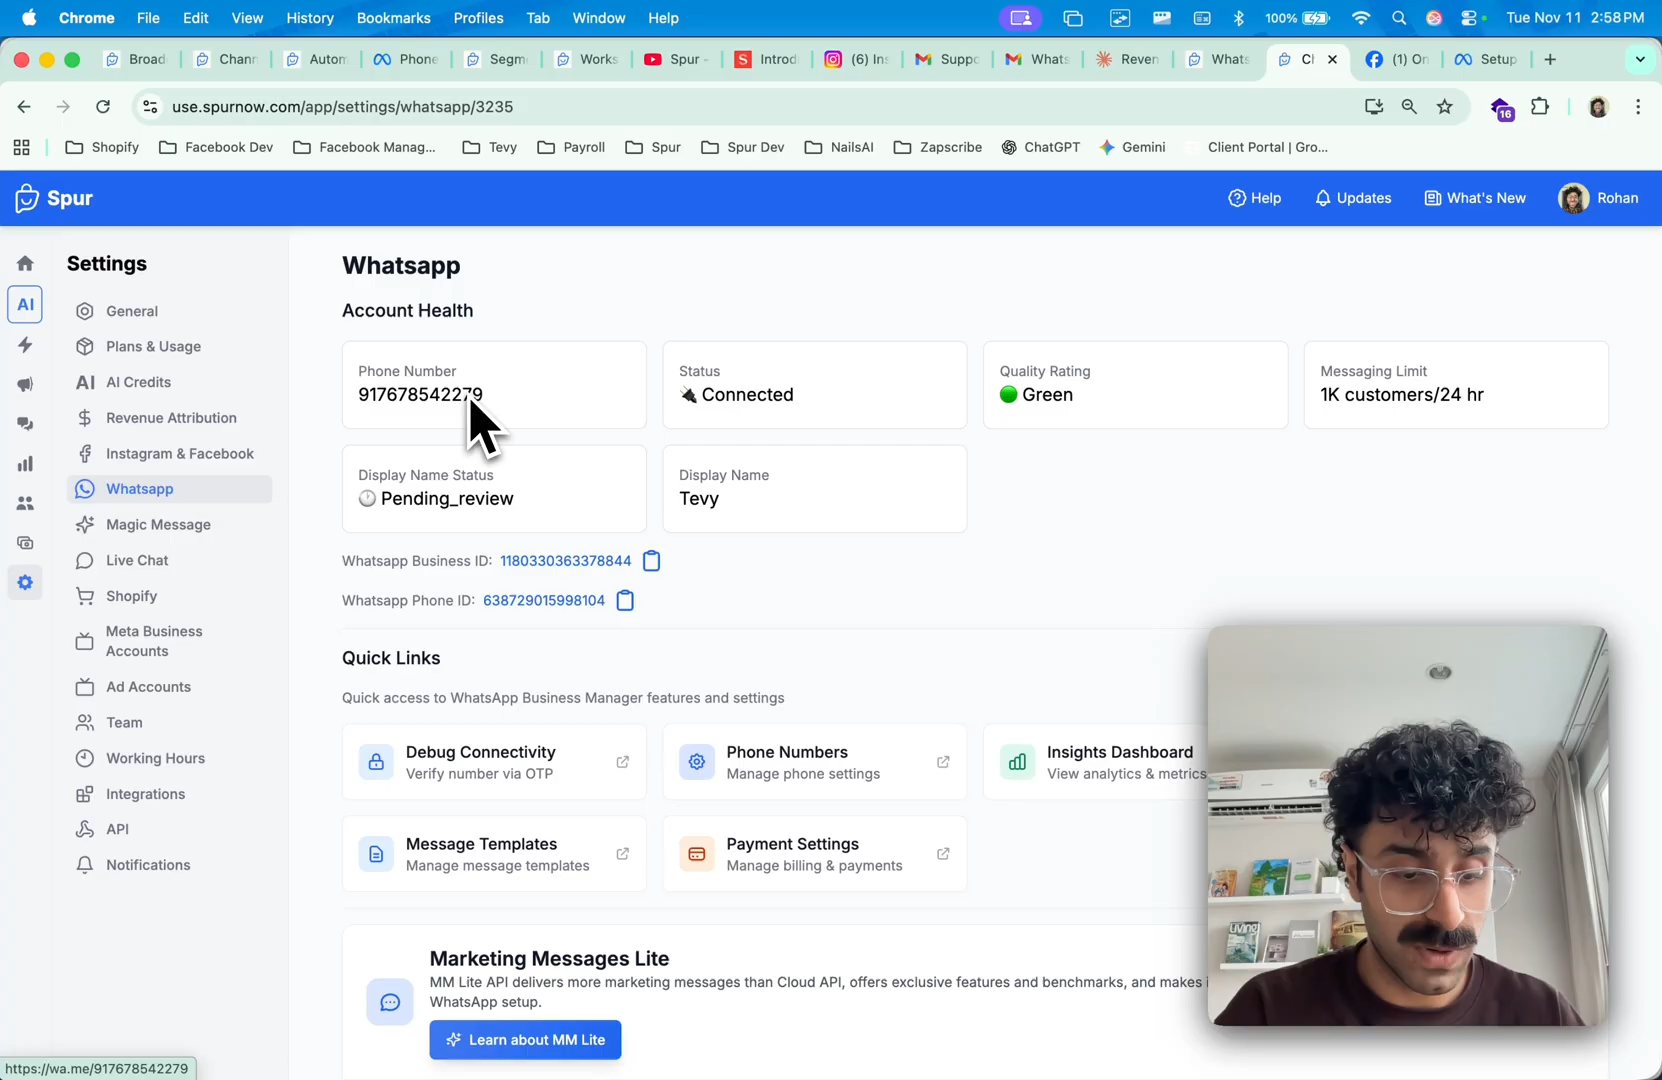 Chrome File Edit View History Bookmarks Profiles Tab Window Help 100% Tue Nov 11 2:58 PM
Broad Chann Autom Phone Segm Works Spur - Introd (6) Ins Suppo Whats Reven Whats Cl (1) On Setup
use.spurnow.com/app/settings/whatsapp/3235 16
Shopify Facebook Dev Facebook Manag... Tevy Payroll Spur Spur Dev NailsAI Zapscribe ChatGPT Gemini Client Portal | Gro...
Spur Help Updates What's New Rohan
AI
Settings
General
Plans & Usage
AI AI Credits
Revenue Attribution
Instagram & Facebook
Whatsapp
Magic Message
Live Chat
Shopify
Meta Business
Accounts
Ad Accounts
Team
Working Hours
Integrations
API
Notifications
Whatsapp
Account Health
Phone Number
917678542279
Status
Connected
Quality Rating
Green
Messaging Limit
1K customers/24 hr
Display Name Status
Pending_review
Display Name
Tevy
Whatsapp Business ID: 1180330363378844
Whatsapp Phone ID: 638729015998104
Quick Links
Quick access to WhatsApp Business Manager features and settings
Debug Connectivity
Verify number via OTP
Phone Numbers
Manage phone settings
Insights Dashboard
View analytics & metrics
Message Templates
Manage message templates
Payment Settings
Manage billing & payments
Marketing Messages Lite
MM Lite API delivers more marketing messages than Cloud API, offers exclusive features and benchmarks, and makes
WhatsApp setup.
Learn about MM Lite
https://wa.me/917678542279